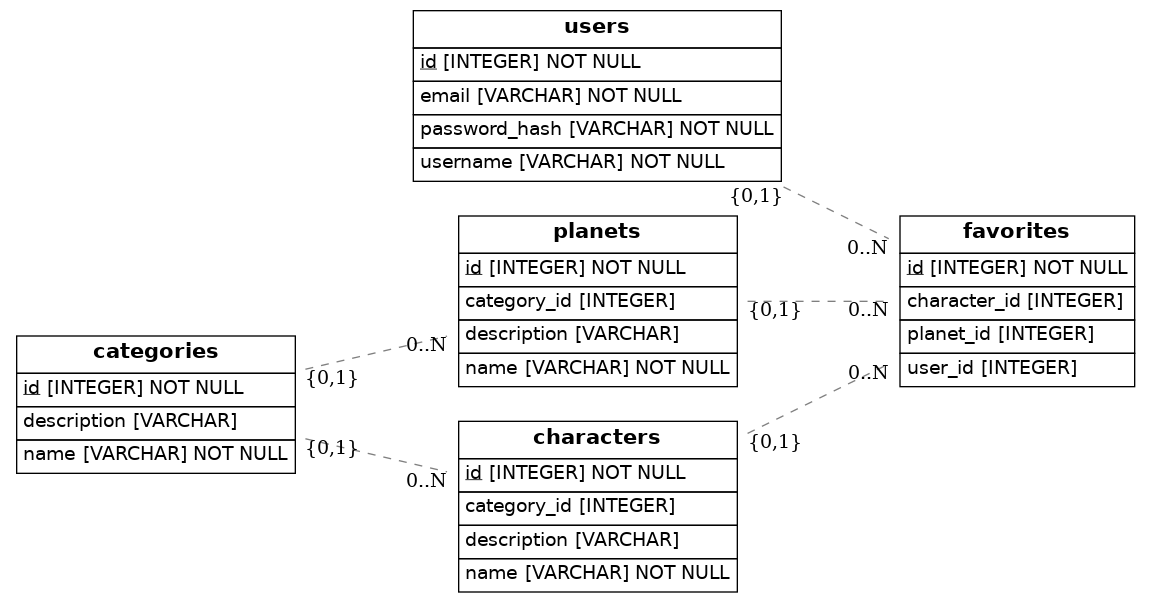 users
id [INTEGER] NOT NULL
email [VARCHAR] NOT NULL
password_hash [VARCHAR] NOT NULL
username [VARCHAR] NOT NULL
{0,1}
0..N
planets
id [INTEGER] NOT NULL
category_id [INTEGER]
description [VARCHAR]
name [VARCHAR] NOT NULL
{0,1}
0..N
favorites
id [INTEGER] NOT NULL
character_id [INTEGER]
planet_id [INTEGER]
user_id [INTEGER]
categories
id [INTEGER] NOT NULL
description [VARCHAR]
name [VARCHAR] NOT NULL
{0,1}
0..N
{0,1}
0..N
characters
id [INTEGER] NOT NULL
category_id [INTEGER]
description [VARCHAR]
name [VARCHAR] NOT NULL
{0,1}
0..N